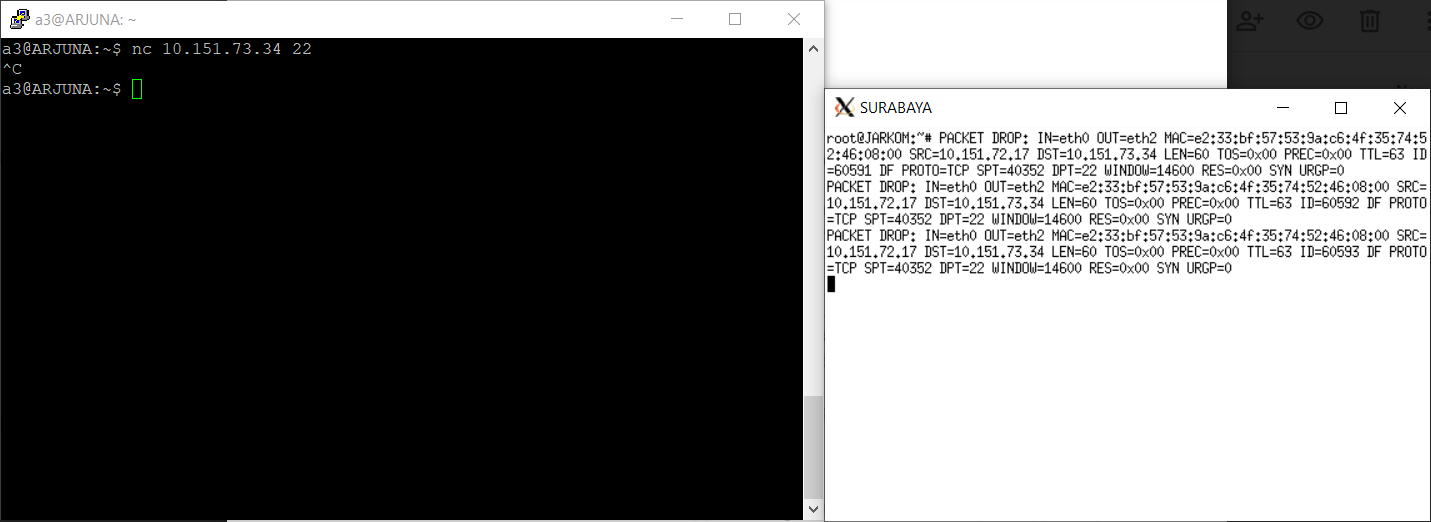 a3@ARJUNA: ~
a3@ARJUNA:~$ nc 10.151.73.34 22
^C
a3@ARJUNA:~$
SURABAYA
root@JARKOM:~# PACKET DROP: IN=eth0 OUT=eth2 MAC=e2:33:bf:57:53:9a:c6:4f:35:74:5
2:46:08:00 SRC=10.151.72.17 DST=10.151.73.34 LEN=60 TOS=0x00 PREC=0x00 TTL=63 ID
=60591 DF PROTO=TCP SPT=40352 DPT=22 WINDOW=14600 RES=0x00 SYN URGP=0
PACKET DROP: IN=eth0 OUT=eth2 MAC=e2:33:bf:57:53:9a:c6:4f:35:74:52:46:08:00 SRC=
10.151.72.17 DST=10.151.73.34 LEN=60 TOS=0x00 PREC=0x00 TTL=63 ID=60592 DF PROTO
=TCP SPT=40352 DPT=22 WINDOW=14600 RES=0x00 SYN URGP=0
PACKET DROP: IN=eth0 OUT=eth2 MAC=e2:33:bf:57:53:9a:c6:4f:35:74:52:46:08:00 SRC=
10.151.72.17 DST=10.151.73.34 LEN=60 TOS=0x00 PREC=0x00 TTL=63 ID=60593 DF PROTO
=TCP SPT=40352 DPT=22 WINDOW=14600 RES=0x00 SYN URGP=0